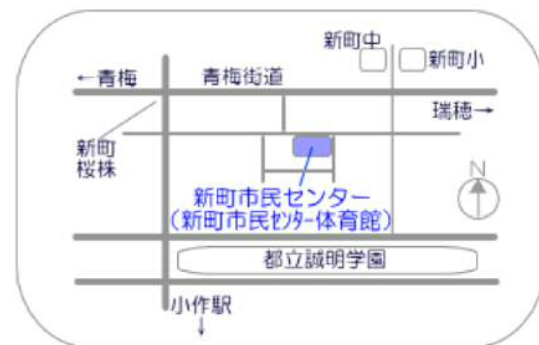 新町中
新町小
←青梅
青梅街道
瑞穂→
新町
桜株
N
新町市民センター
(新町市民ｾﾝﾀｰ体育館)
都立誠明学園
小作駅
↓